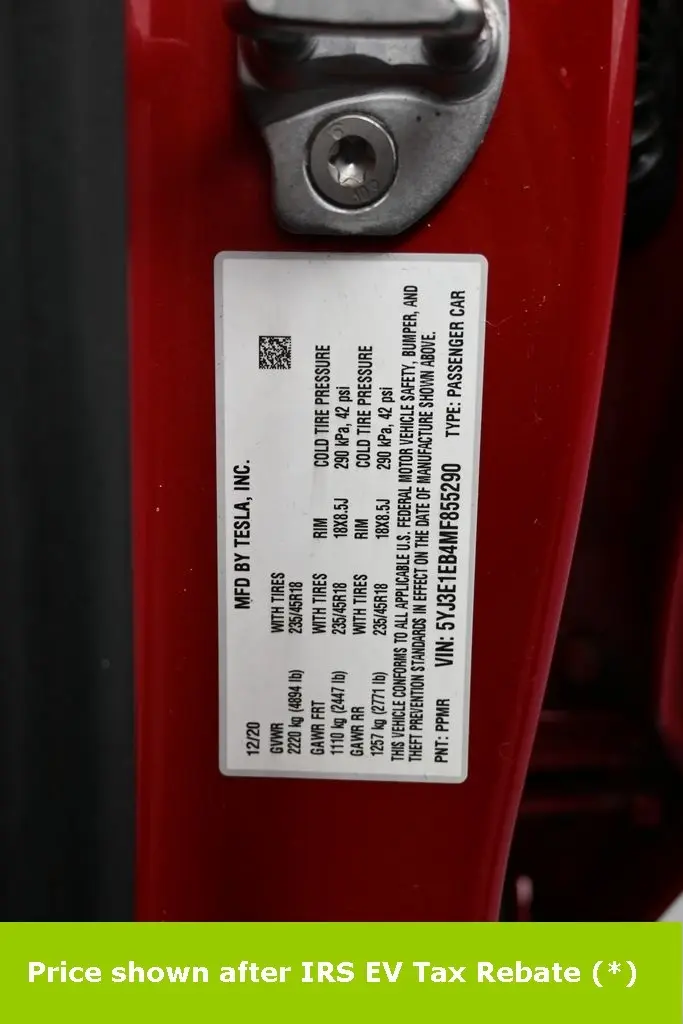 12/20 MFD BY TESLA, INC.
GVWR WITH TIRES
2220 kg (4894 lb) 235/45R18
GAWR FRT WITH TIRES RIM COLD TIRE PRESSURE
1110 kg (2447 lb) 235/45R18 18X8.5J 290 kPa, 42 psi
GAWR RR WITH TIRES RIM COLD TIRE PRESSURE
1257 kg (2771 lb) 235/45R18 18X8.5J 290 kPa, 42 psi
THIS VEHICLE CONFORMS TO ALL APPLICABLE U.S. FEDERAL MOTOR VEHICLE SAFETY, BUMPER, AND
THEFT PREVENTION STANDARDS IN EFFECT ON THE DATE OF MANUFACTURE SHOWN ABOVE.
PNT: PPMR VIN: 5YJ3E1EB4MF855290 TYPE: PASSENGER CAR
Price shown after IRS EV Tax Rebate (*)